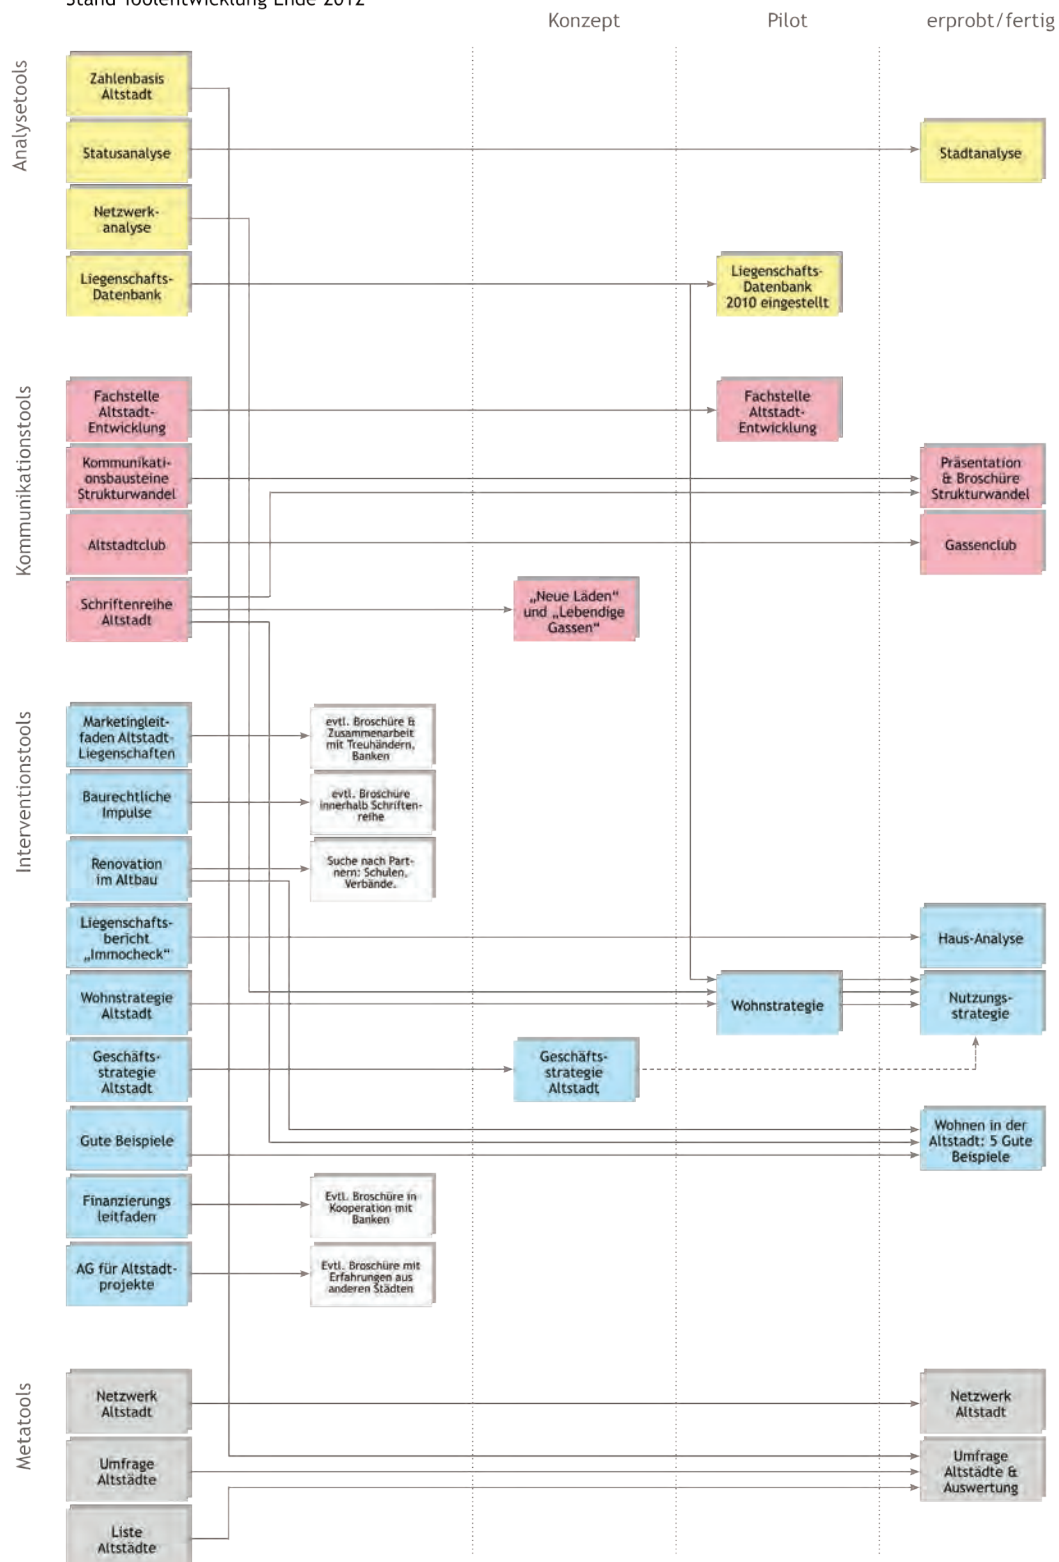 Stand Toolentwicklung Ende 2012
Konzept
Pilot
erprobt/fertig
Analysetools
Zahlenbasis
Altstadt
Statusanalyse
Stadtanalyse
Netzwerk-
analyse
Liegenschafts-
Datenbank
Liegenschafts-
Datenbank
2010 eingestellt
Kommunikationstools
Fachstelle
Altstadt-
Entwicklung
Fachstelle
Altstadt-
Entwicklung
Kommunikati-
onsbausteine
Strukturwandel
Präsentation
& Broschüre
Strukturwandel
Altstadtclub
Gassenclub
Schriftenreihe
Altstadt
„Neue Läden“
und „Lebendige
Gassen“
Interventionstools
Marketingleit-
faden Altstadt-
Liegenschaften
evtl. Broschüre &
Zusammenarbeit
mit Treuhändern,
Banken
Baurechtliche
Impulse
evtl. Broschüre
innerhalb Schriften-
reihe
Renovation
im Altbau
Suche nach Part-
nern: Schulen,
Verbände.
Liegenschafts-
bericht
„Immocheck“
Haus-Analyse
Wohnstrategie
Altstadt
Wohnstrategie
Nutzungs-
strategie
Geschäfts-
strategie
Altstadt
Geschäfts-
strategie
Altstadt
Gute Beispiele
Wohnen in der
Altstadt: 5 Gute
Beispiele
Finanzierungs
leitfaden
Evtl. Broschüre in
Kooperation mit
Banken
AG für Altstadt-
projekte
Evtl. Broschüre mit
Erfahrungen aus
anderen Städten
Metatools
Netzwerk
Altstadt
Netzwerk
Altstadt
Umfrage
Altstädte
Umfrage
Altstädte &
Auswertung
Liste
Altstädte